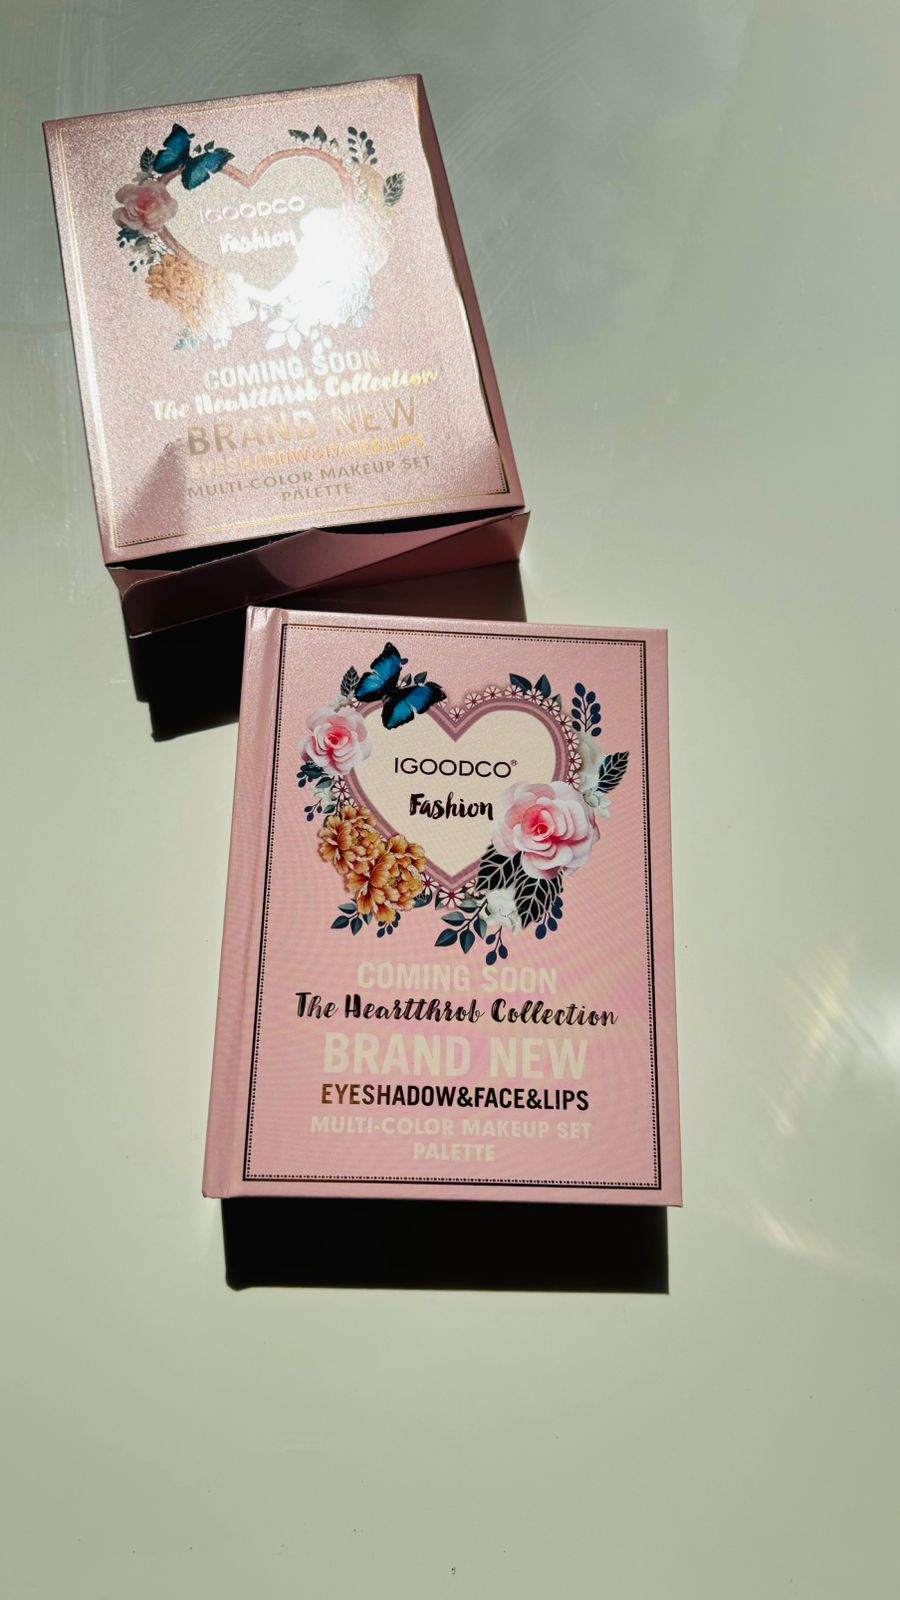 IGOODCO
Fashion
COMING SOON
The Heartthrob Collection
BRAND NEW
EYESHADOW&FACE&LIPS
MULTI-COLOR MAKEUP SET
PALETTE
IGOODCO®
Fashion
COMING SOON
The Heartthrob Collection
BRAND NEW
EYESHADOW&FACE&LIPS
MULTI-COLOR MAKEUP SET
PALETTE